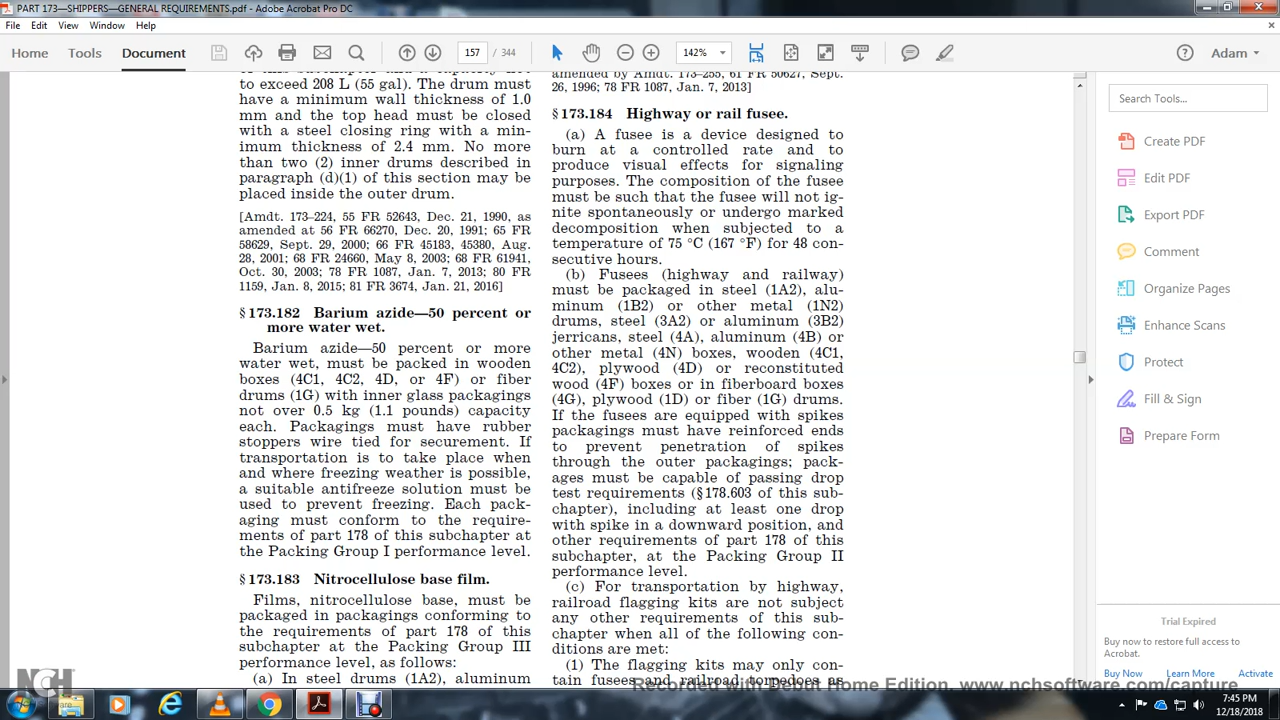 PART 173—SHIPPERS—GENERAL REQUIREMENTS.pdf - Adobe Acrobat Pro DC
File Edit View Window Help
Home Tools Document 157 / 344 142% Adam
of this subchapter and a capacity not
to exceed 208 L (55 gal). The drum must
have a minimum wall thickness of 1.0
mm and the top head must be closed
with a steel closing ring with a min-
imum thickness of 2.4 mm. No more
than two (2) inner drums described in
paragraph (d)(1) of this section may be
placed inside the outer drum.
[Amdt. 173–224, 55 FR 52643, Dec. 21, 1990, as
amended at 56 FR 66270, Dec. 20, 1991; 65 FR
58629, Sept. 29, 2000; 66 FR 45183, 45380, Aug.
28, 2001; 68 FR 24660, May 8, 2003; 68 FR 61941,
Oct. 30, 2003; 78 FR 1087, Jan. 7, 2013; 80 FR
1159, Jan. 8, 2015; 81 FR 3674, Jan. 21, 2016]
§ 173.182 Barium azide—50 percent or
more water wet.
Barium azide—50 percent or more
water wet, must be packed in wooden
boxes (4C1, 4C2, 4D, or 4F) or fiber
drums (1G) with inner glass packagings
not over 0.5 kg (1.1 pounds) capacity
each. Packagings must have rubber
stoppers wire tied for securement. If
transportation is to take place when
and where freezing weather is possible,
a suitable antifreeze solution must be
used to prevent freezing. Each pack-
aging must conform to the require-
ments of part 178 of this subchapter at
the Packing Group I performance level.
§ 173.183 Nitrocellulose base film.
Films, nitrocellulose base, must be
packaged in packagings conforming to
the requirements of part 178 of this
subchapter at the Packing Group III
performance level, as follows:
(a) In steel drums (1A2), aluminum
amended by Amdt. 173–255, 61 FR 50627, Sept.
26, 1996; 78 FR 1087, Jan. 7, 2013]
§ 173.184 Highway or rail fusee.
(a) A fusee is a device designed to
burn at a controlled rate and to
produce visual effects for signaling
purposes. The composition of the fusee
must be such that the fusee will not ig-
nite spontaneously or undergo marked
decomposition when subjected to a
temperature of 75 °C (167 °F) for 48 con-
secutive hours.
(b) Fusees (highway and railway)
must be packaged in steel (1A2), alu-
minum (1B2) or other metal (1N2)
drums, steel (3A2) or aluminum (3B2)
jerricans, steel (4A), aluminum (4B) or
other metal (4N) boxes, wooden (4C1,
4C2), plywood (4D) or reconstituted
wood (4F) boxes or in fiberboard boxes
(4G), plywood (1D) or fiber (1G) drums.
If the fusees are equipped with spikes
packagings must have reinforced ends
to prevent penetration of spikes
through the outer packagings; pack-
ages must be capable of passing drop
test requirements (§ 178.603 of this sub-
chapter), including at least one drop
with spike in a downward position, and
other requirements of part 178 of this
subchapter, at the Packing Group II
performance level.
(c) For transportation by highway,
railroad flagging kits are not subject
any other requirements of this sub-
chapter when all of the following con-
ditions are met:
(1) The flagging kits may only con-
tain fusees and railroad torpedoes as
Search Tools...
Create PDF
Edit PDF
Export PDF
Comment
Organize Pages
Enhance Scans
Protect
Fill & Sign
Prepare Form
Trial Expired
Buy now to restore full access to
Acrobat.
Buy Now Learn More Activate
NCH
ware
Recorded with Debut Home Edition. www.nchsoftware.com/capture
7:45 PM
12/18/2018